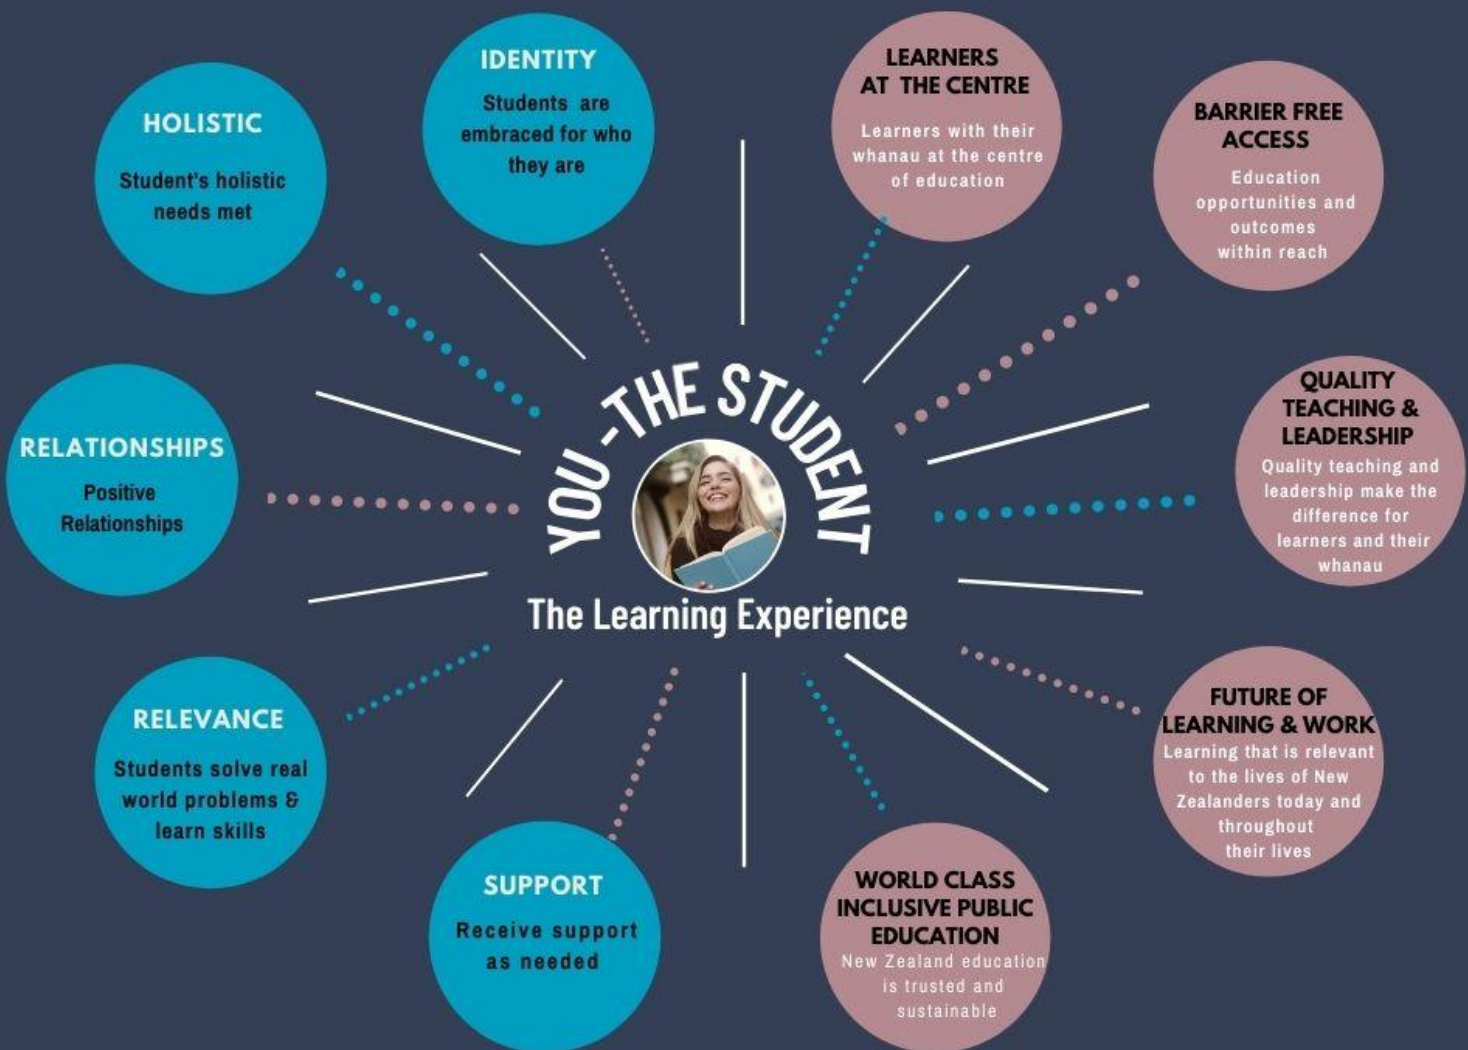 IDENTITY
Students are
embraced for who
they are
LEARNERS
AT THE CENTRE
Learners with their
whanau at the centre
of education
HOLISTIC
Student's holistic
needs met
BARRIER FREE
ACCESS
Education
opportunities and
outcomes
within reach
RELATIONSHIPS
Positive
Relationships
YOU -THE STUDENT
The Learning Experience
QUALITY
TEACHING &
LEADERSHIP
Quality teaching and
leadership make the
difference for
learners and their
whanau
RELEVANCE
Students solve real
world problems &
learn skills
FUTURE OF
LEARNING & WORK
Learning that is relevant
to the lives of New
Zealanders today and
throughout
their lives
SUPPORT
Receive support
as needed
WORLD CLASS
INCLUSIVE PUBLIC
EDUCATION
New Zealand education
is trusted and
sustainable